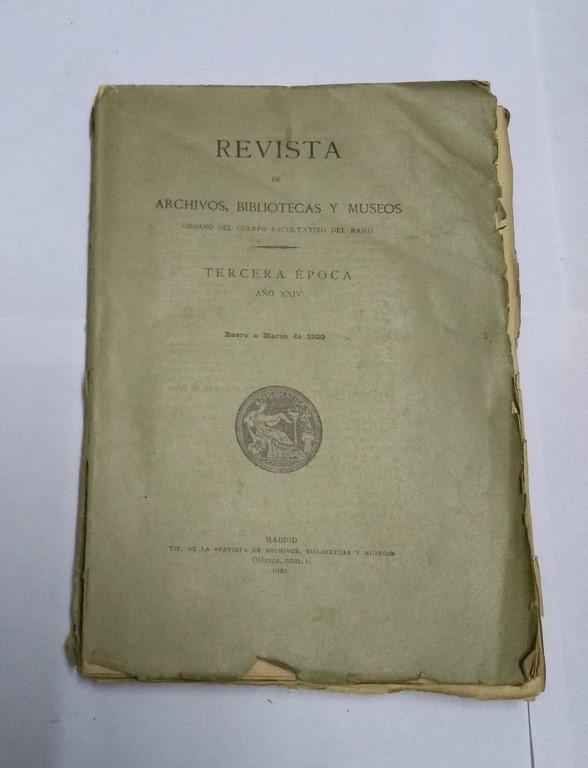 REVISTA
DE
ARCHIVOS, BIBLIOTECAS Y MUSEOS
ÓRGANO DEL CUERPO FACULTATIVO DEL RAMO
TERCERA ÉPOCA
AÑO XXIV
Enero a Marzo de 1920
MADRID
TIP. DE LA «REVISTA DE ARCHIVOS, BIBLIOTECAS Y MUSEOS»
Olózaga, núm. 1.
1920